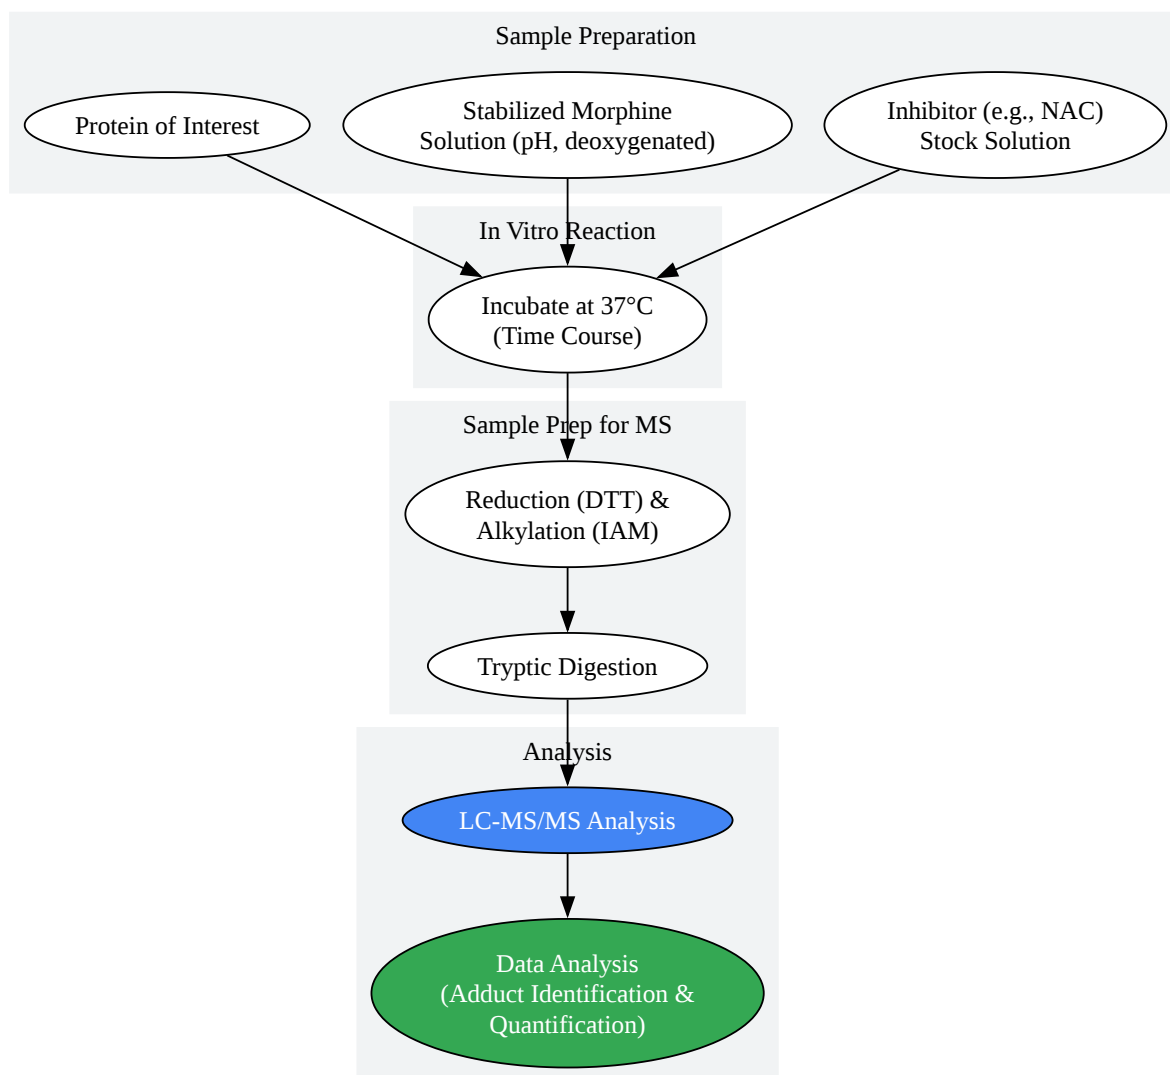 Sample Preparation
Protein of Interest
Stabilized Morphine
Solution (pH, deoxygenated)
Inhibitor (e.g., NAC)
Stock Solution
In Vitro Reaction
Incubate at 37°C
(Time Course)
Sample Prep for MS
Reduction (DTT) &
Alkylation (IAM)
Tryptic Digestion
Analysis
LC-MS/MS Analysis
Data Analysis
(Adduct Identification &
Quantification)